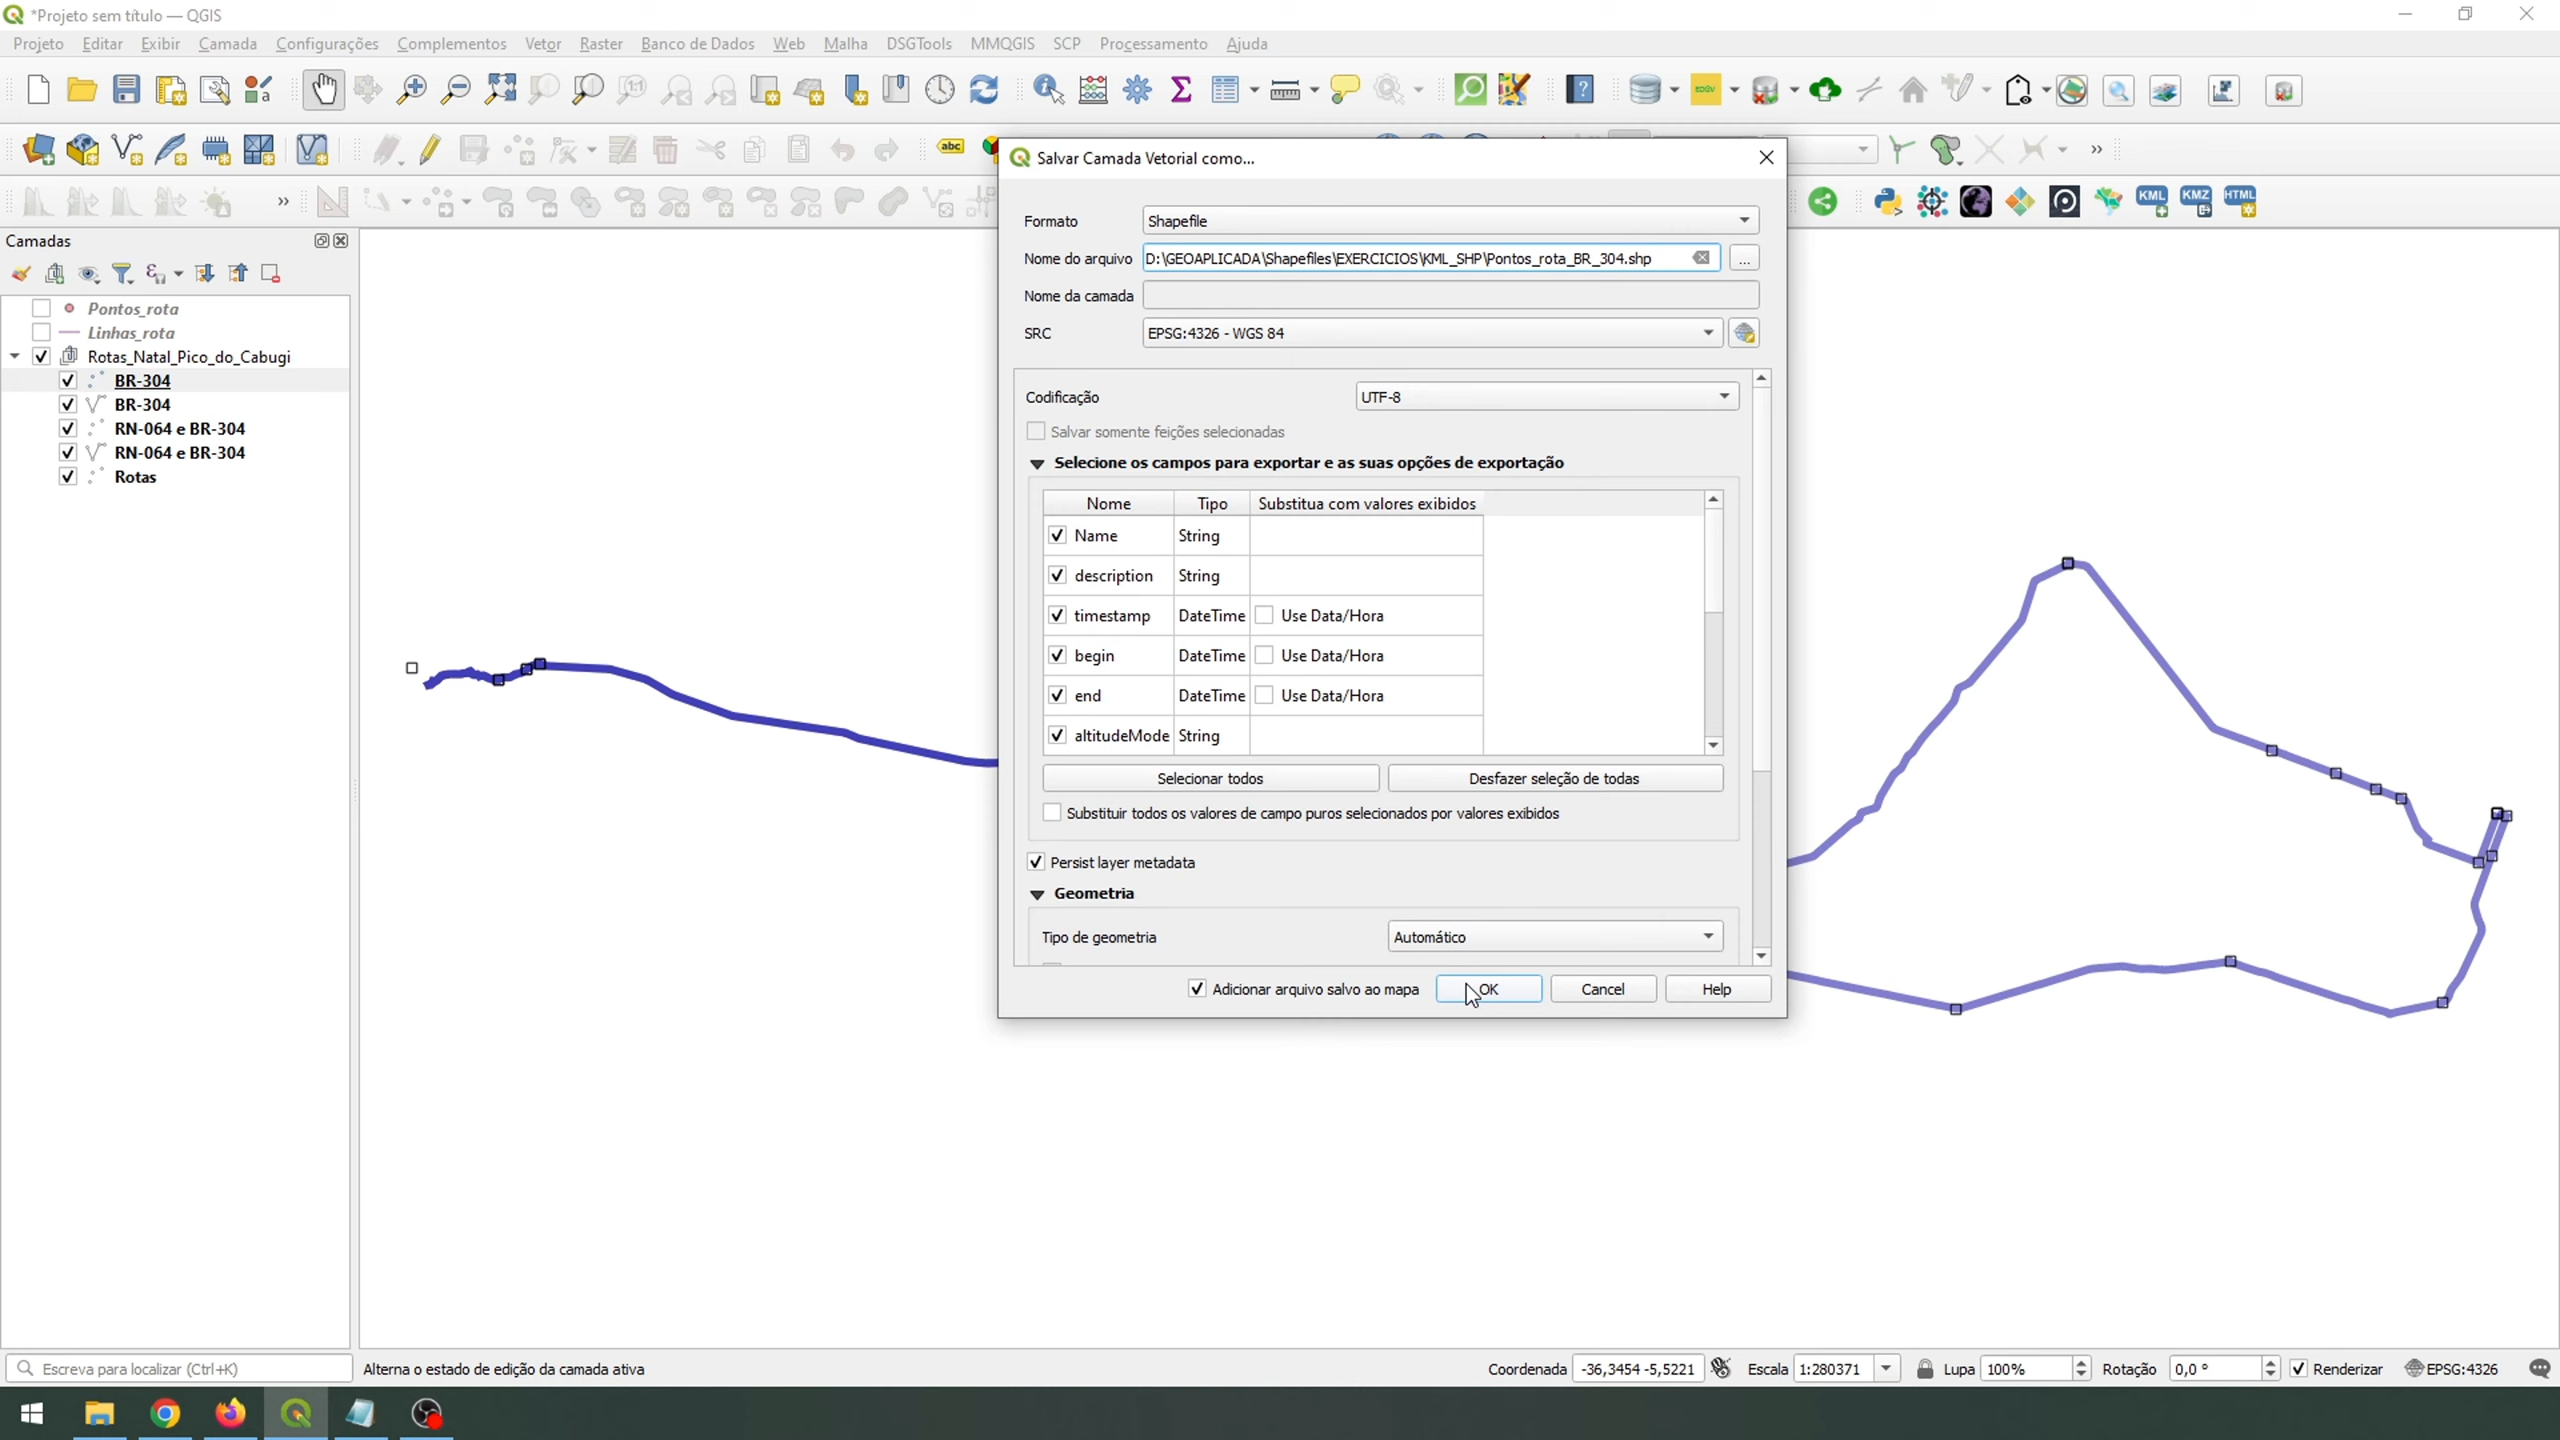 *Projeto sem título — QGIS
Projeto Editar Exibir Camada Configurações Complementos Vetor Raster Banco de Dados Web Malha DSGTools MMQGIS SCP Processamento Ajuda
1:1
EDGV
abc
KML KMZ HTML
Camadas
Pontos_rota
Linhas_rota
Rotas_Natal_Pico_do_Cabugi
BR-304
BR-304
RN-064 e BR-304
RN-064 e BR-304
Rotas
Salvar Camada Vetorial como...
Formato Shapefile
Nome do arquivo D:\GEOAPLICADA\Shapefiles\EXERCICIOS\KML_SHP\Pontos_rota_BR_304.shp ...
Nome da camada
SRC EPSG:4326 - WGS 84
Codificação UTF-8
Salvar somente feições selecionadas
Selecione os campos para exportar e as suas opções de exportação
Nome Tipo Substitua com valores exibidos
Name String
description String
timestamp DateTime Use Data/Hora
begin DateTime Use Data/Hora
end DateTime Use Data/Hora
altitudeMode String
Selecionar todos Desfazer seleção de todas
Substituir todos os valores de campo puros selecionados por valores exibidos
Persist layer metadata
Geometria
Tipo de geometria Automático
Adicionar arquivo salvo ao mapa OK Cancel Help
Escreva para localizar (Ctrl+K) Alterna o estado de edição da camada ativa Coordenada -36,3454 -5,5221 Escala 1:280371 Lupa 100% Rotação 0,0 ° Renderizar EPSG:4326